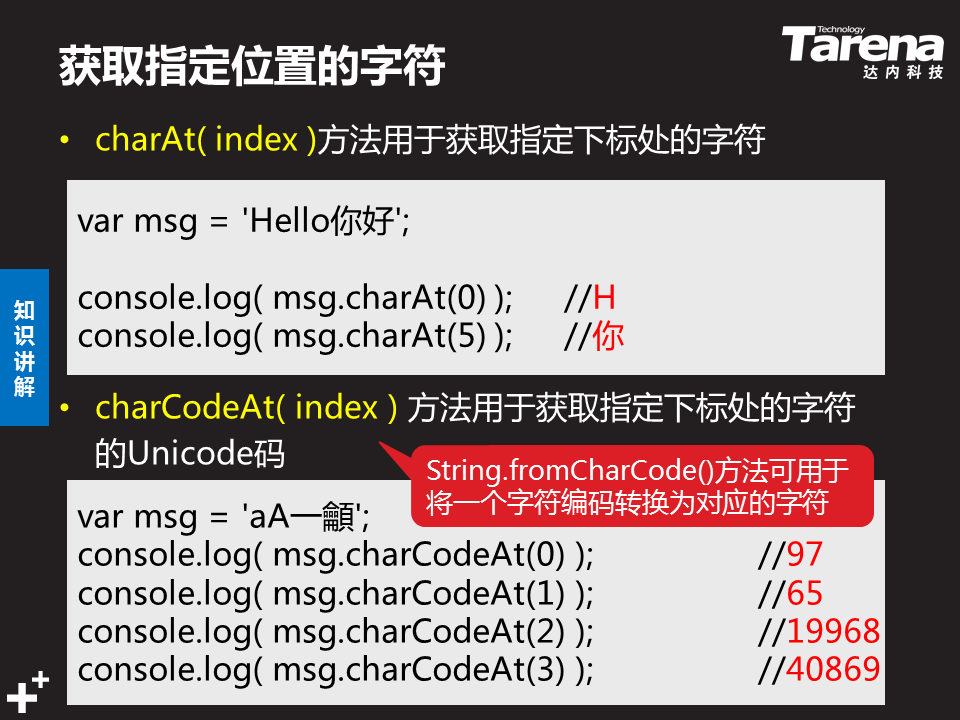 获取指定位置的字符
Technology
Tarena
达内科技
• charAt( index )方法用于获取指定下标处的字符
var msg = 'Hello你好';
console.log( msg.charAt(0) ); //H
console.log( msg.charAt(5) ); //你
知识讲解
• charCodeAt( index ) 方法用于获取指定下标处的字符
的Unicode码
String.fromCharCode()方法可用于
将一个字符编码转换为对应的字符
var msg = 'aA一龥';
console.log( msg.charCodeAt(0) ); //97
console.log( msg.charCodeAt(1) ); //65
console.log( msg.charCodeAt(2) ); //19968
console.log( msg.charCodeAt(3) ); //40869